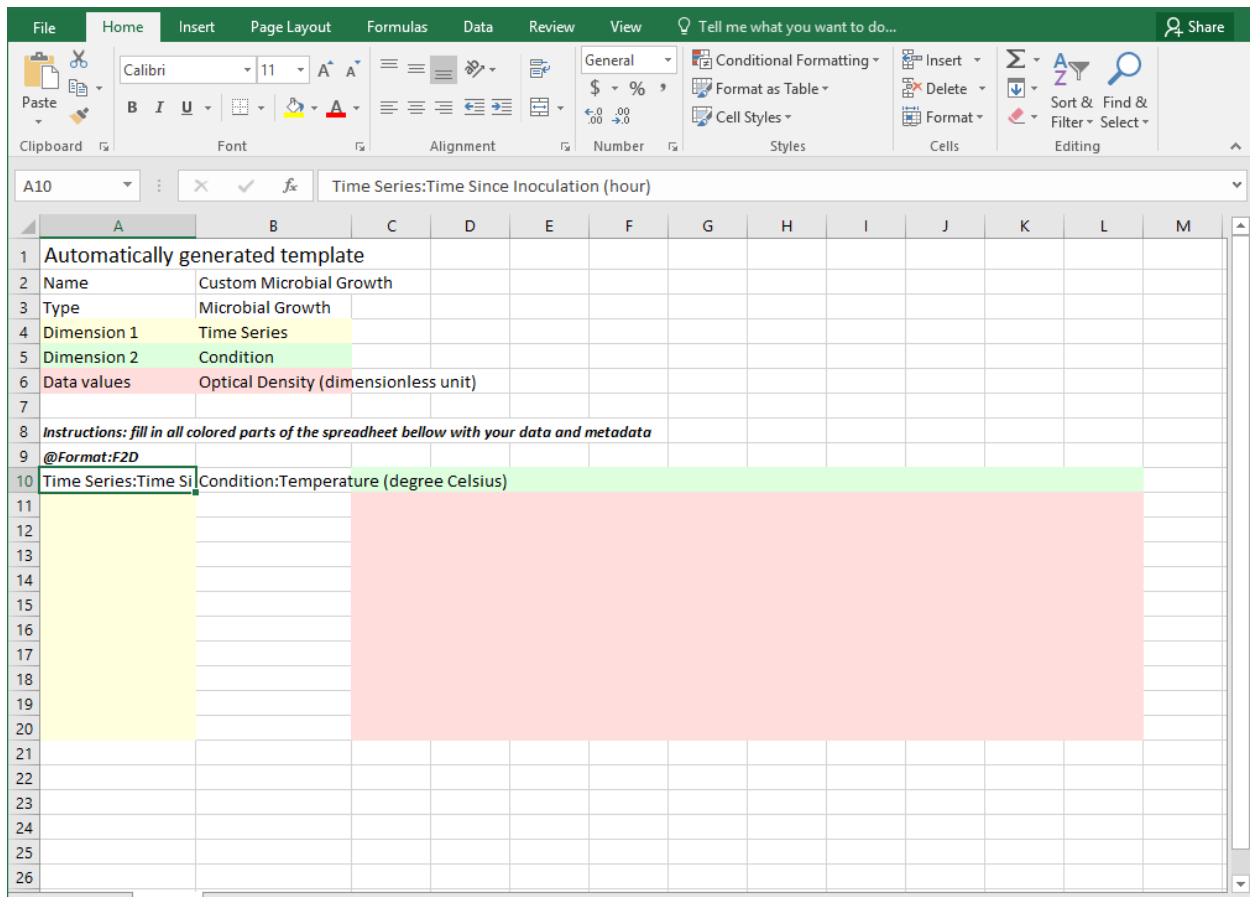 File Home Insert Page Layout Formulas Data Review View Tell me what you want to do... Share
Calibri 11 A A General Conditional Formatting Insert Σ A Z
Paste $ % , Format as Table Delete Sort & Find &
B I U A .0 .00 .00 .0 Cell Styles Format Filter Select
Clipboard Font Alignment Number Styles Cells Editing
A10 fx Time Series:Time Since Inoculation (hour)
A B C D E F G H I J K L M
1 Automatically generated template
2 Name Custom Microbial Growth
3 Type Microbial Growth
4 Dimension 1 Time Series
5 Dimension 2 Condition
6 Data values Optical Density (dimensionless unit)
7
8 Instructions: fill in all colored parts of the spreadheet bellow with your data and metadata
9 @Format:F2D
10 Time Series:Time Si Condition:Temperature (degree Celsius)
11
12
13
14
15
16
17
18
19
20
21
22
23
24
25
26